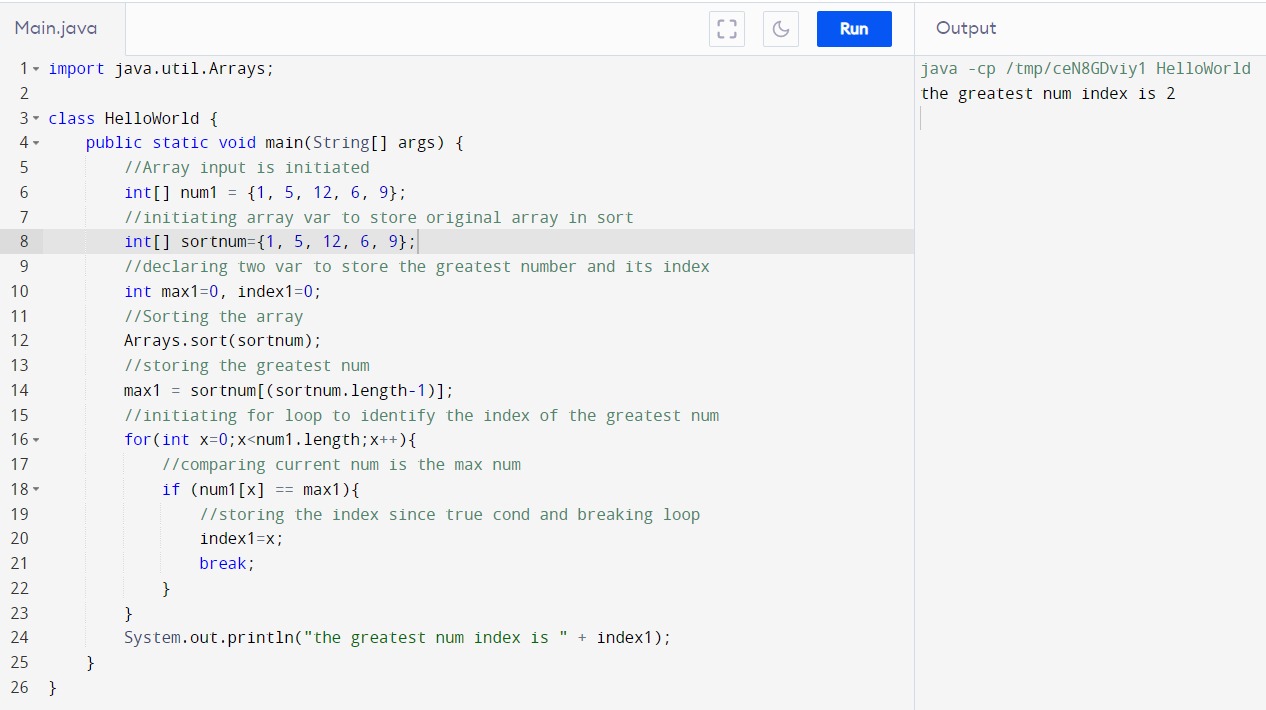 Main.java
Run
Output
1 import java.util.Arrays;
2
3 class HelloWorld {
4     public static void main(String[] args) {
5         //Array input is initiated
6         int[] num1 = {1, 5, 12, 6, 9};
7         //initiating array var to store original array in sort
8         int[] sortnum={1, 5, 12, 6, 9};
9         //declaring two var to store the greatest number and its index
10         int max1=0, index1=0;
11         //Sorting the array
12         Arrays.sort(sortnum);
13         //storing the greatest num
14         max1 = sortnum[(sortnum.length-1)];
15         //initiating for loop to identify the index of the greatest num
16         for(int x=0;x<num1.length;x++){
17             //comparing current num is the max num
18             if (num1[x] == max1){
19                 //storing the index since true cond and breaking loop
20                 index1=x;
21                 break;
22             }
23         }
24         System.out.println("the greatest num index is " + index1);
25     }
26 }
java -cp /tmp/ceN8GDviy1 HelloWorld
the greatest num index is 2